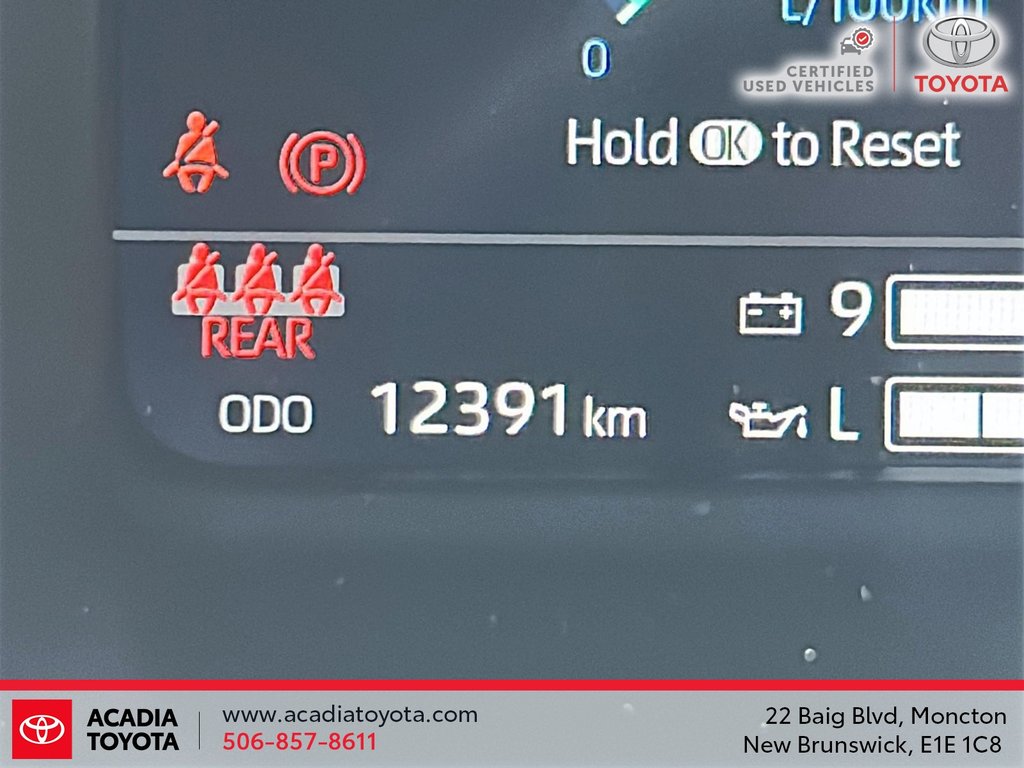 L/100km
0
CERTIFIED
USED VEHICLES
TOYOTA
P
Hold OK to Reset
REAR
9
ODO 12391 km
L
ACADIA
TOYOTA
www.acadiatoyota.com
506-857-8611
22 Baig Blvd, Moncton
New Brunswick, E1E 1C8